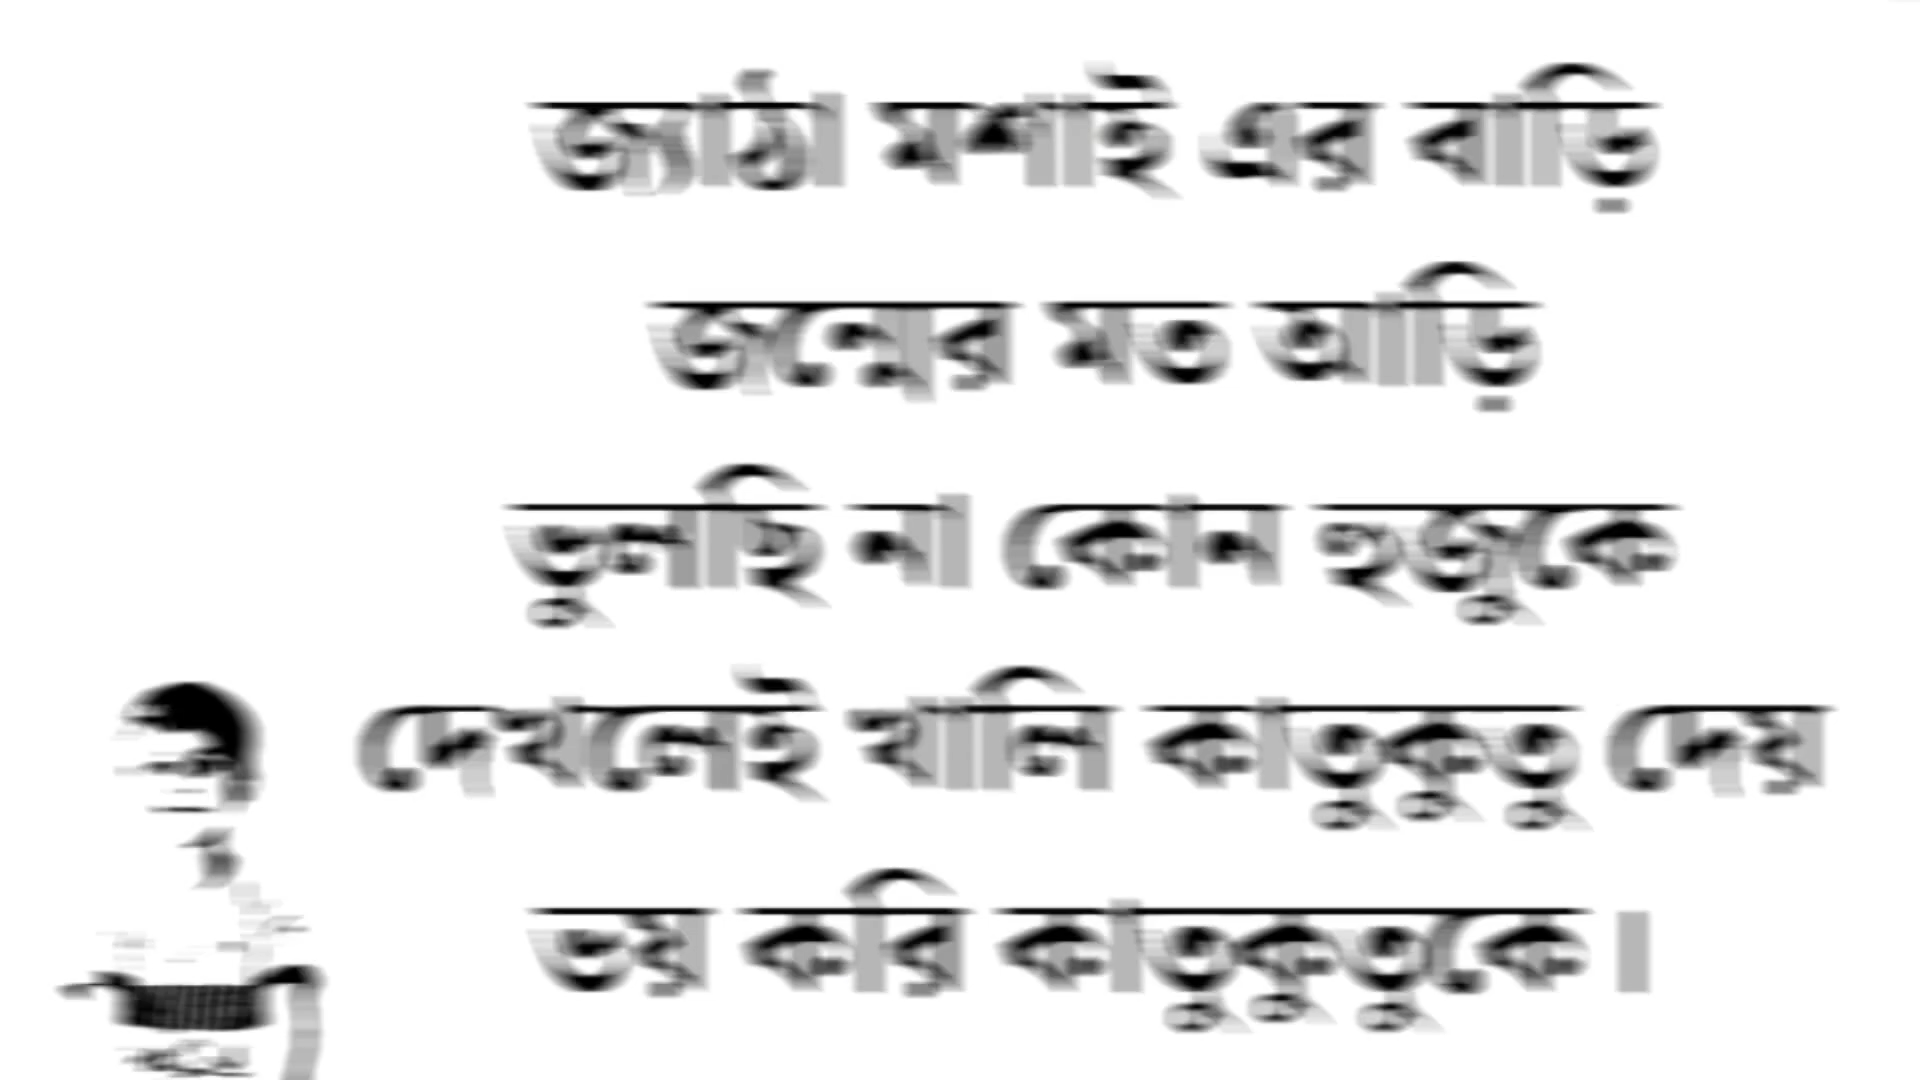 জ্যাঠা মশাই এর বাড়ি
জন্মের মত আড়ি
ভুলছি না কোন হুজুকে
দেখলেই খালি কাতুকুতু দেয়
ভয় করি কাতুকুতুকে।